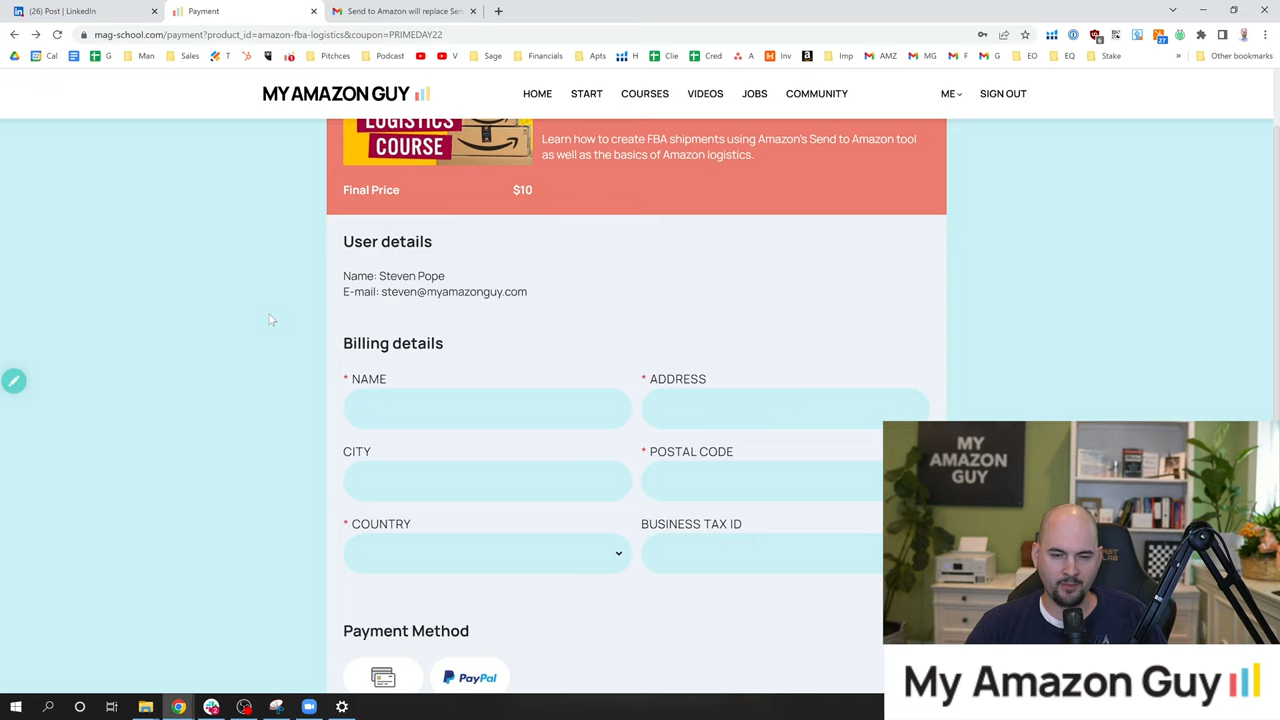 (26) Post | LinkedIn
Payment
Send to Amazon will replace Sen
mag-school.com/payment?product_id=amazon-fba-logistics&coupon=PRIMEDAY22
Cal
G
Man
Sales
T
Pitchces
Podcast
V
Sage
Financials
Apts
H
Clie
Cred
A
Inv
Imp
AMZ
MG
F
G
EO
EQ
Stake
Other bookmarks
MY AMAZON GUY
HOME
START
COURSES
VIDEOS
JOBS
COMMUNITY
ME
SIGN OUT
LOGISTICS
COURSE
Learn how to create FBA shipments using Amazon's Send to Amazon tool
as well as the basics of Amazon logistics.
Final Price $10
User details
Name: Steven Pope
E-mail: steven@myamazonguy.com
Billing details
* NAME
* ADDRESS
CITY
* POSTAL CODE
* COUNTRY
BUSINESS TAX ID
Payment Method
PayPal
MY
AMAZON
GUY
My Amazon Guy